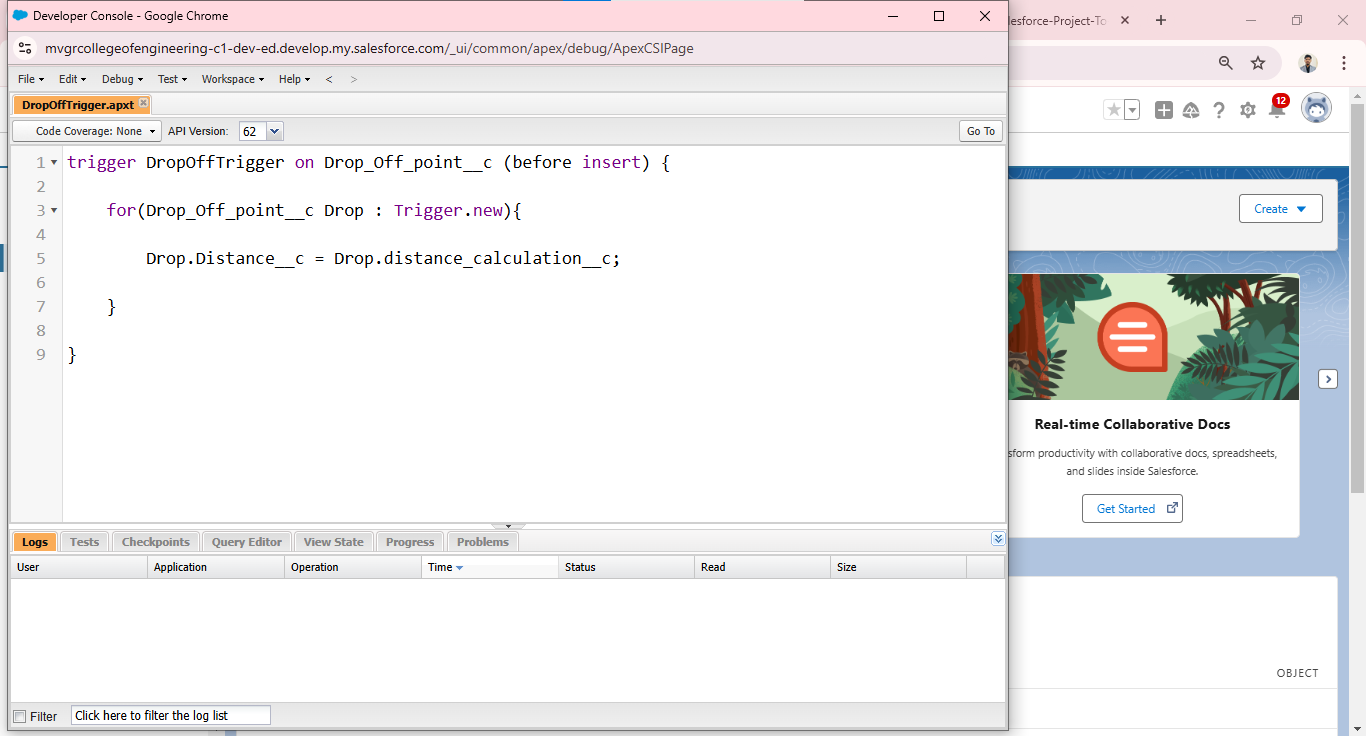 Developer Console - Google Chrome
lesforce-Project-To
mvgrcollegeofengineering-c1-dev-ed.develop.my.salesforce.com/_ui/common/apex/debug/ApexCSIPage
File Edit Debug Test Workspace Help < >
12
DropOffTrigger.apxt
Code Coverage: None API Version: 62 Go To
1 trigger DropOffTrigger on Drop_Off_point__c (before insert) {
2
3 for(Drop_Off_point__c Drop : Trigger.new){
4
5 Drop.Distance__c = Drop.distance_calculation__c;
6
7 }
8
9 }
Create
Real-time Collaborative Docs
sform productivity with collaborative docs, spreadsheets,
and slides inside Salesforce.
Get Started
Logs Tests Checkpoints Query Editor View State Progress Problems
User Application Operation Time Status Read Size
OBJECT
Filter Click here to filter the log list